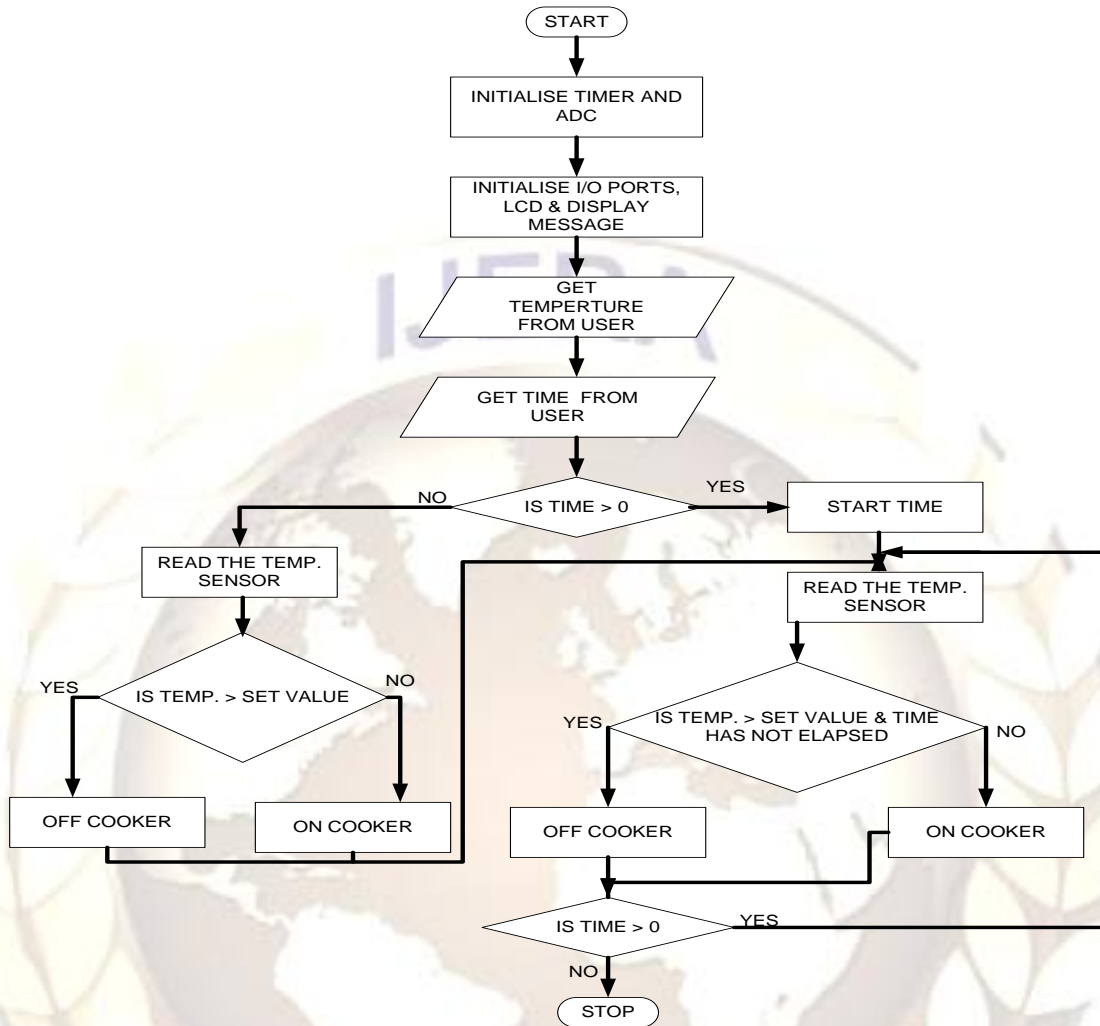 START
INITIALISE TIMER AND
ADC
INITIALISE I/O PORTS,
LCD & DISPLAY
MESSAGE
IJERA
GET
TEMPERTURE
FROM USER
GET TIME  FROM
USER
NO
IS TIME > 0
YES
START TIME
READ THE TEMP.
SENSOR
READ THE TEMP.
SENSOR
YES
IS TEMP. > SET VALUE
NO
YES
IS TEMP. > SET VALUE & TIME
HAS NOT ELAPSED
NO
OFF COOKER
ON COOKER
OFF COOKER
ON COOKER
IS TIME > 0
YES
NO
STOP